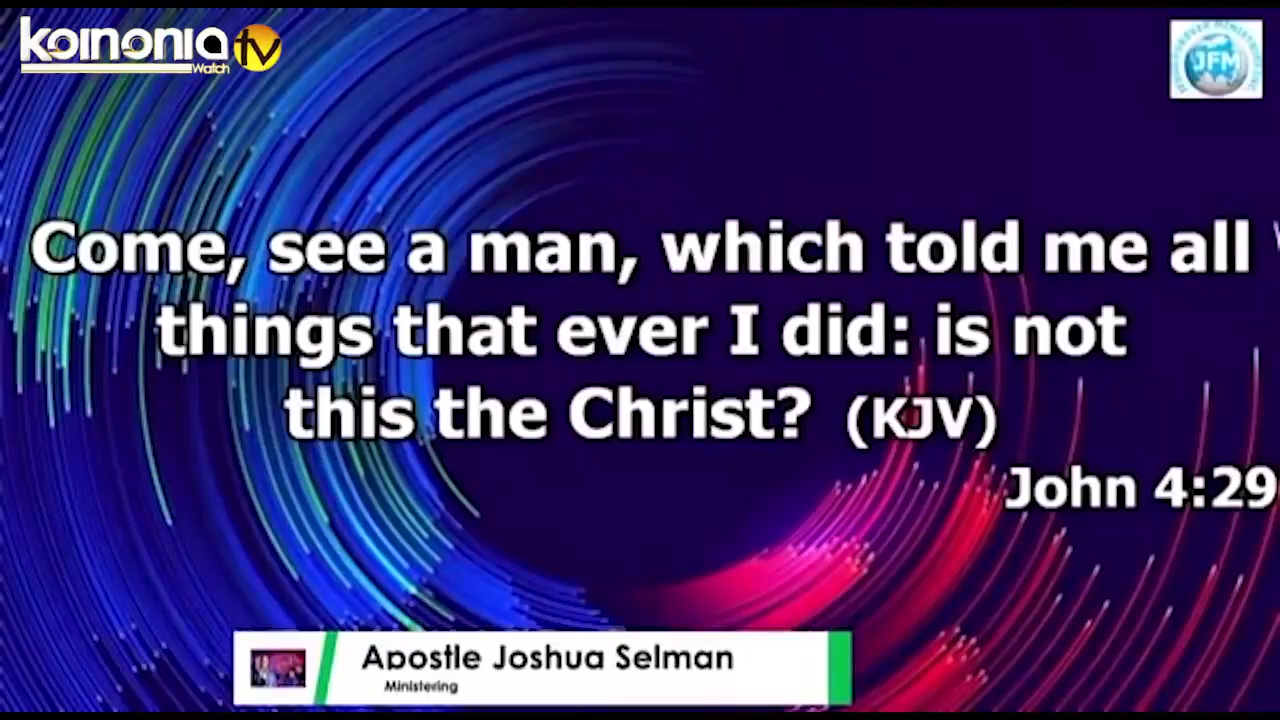 koinonia tv
Watch
JFM
Come, see a man, which told me all
things that ever I did: is not
this the Christ? (KJV)
John 4:29
Apostle Joshua Selman
Ministering